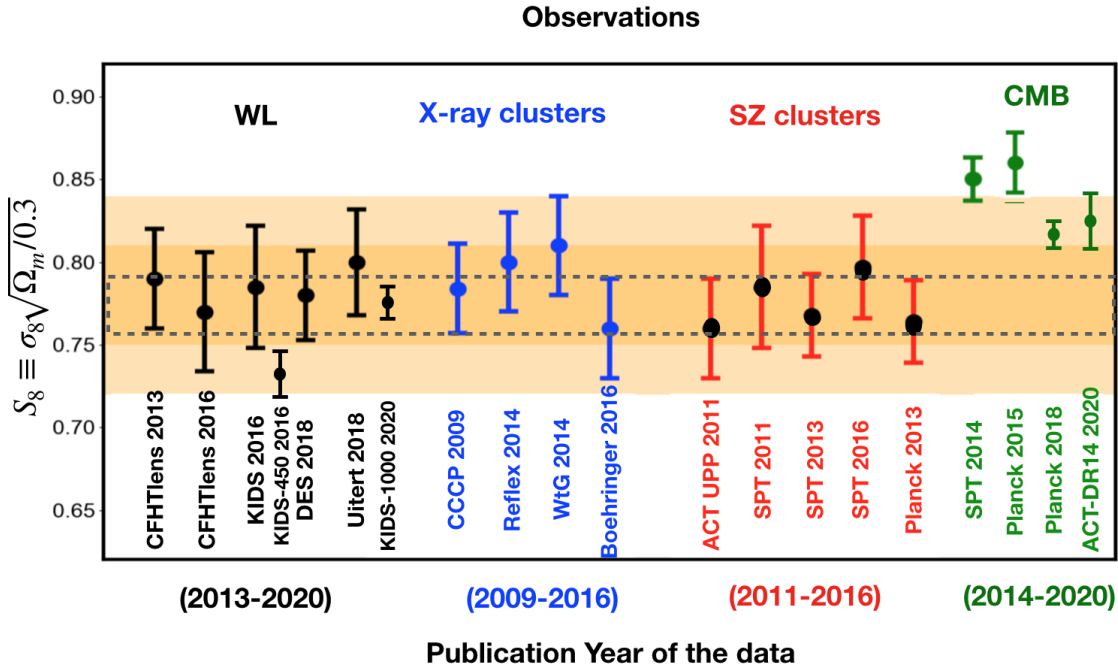 Observations
WL
X-ray clusters
SZ clusters
CMB
0.90
0.85
0.80
0.75
0.70
0.65
S₈ ≡ σ₈√Ωₘ/0.3
CFHTlens 2013
CFHTlens 2016
KIDS 2016
KIDS-450 2016
DES 2018
Uitert 2018
KIDS-1000 2020
CCCP 2009
Reflex 2014
WtG 2014
Boehringer 2016
ACT UPP 2011
SPT 2011
SPT 2013
SPT 2016
Planck 2013
SPT 2014
Planck 2015
Planck 2018
ACT-DR14 2020
(2013-2020)
(2009-2016)
(2011-2016)
(2014-2020)
Publication Year of the data